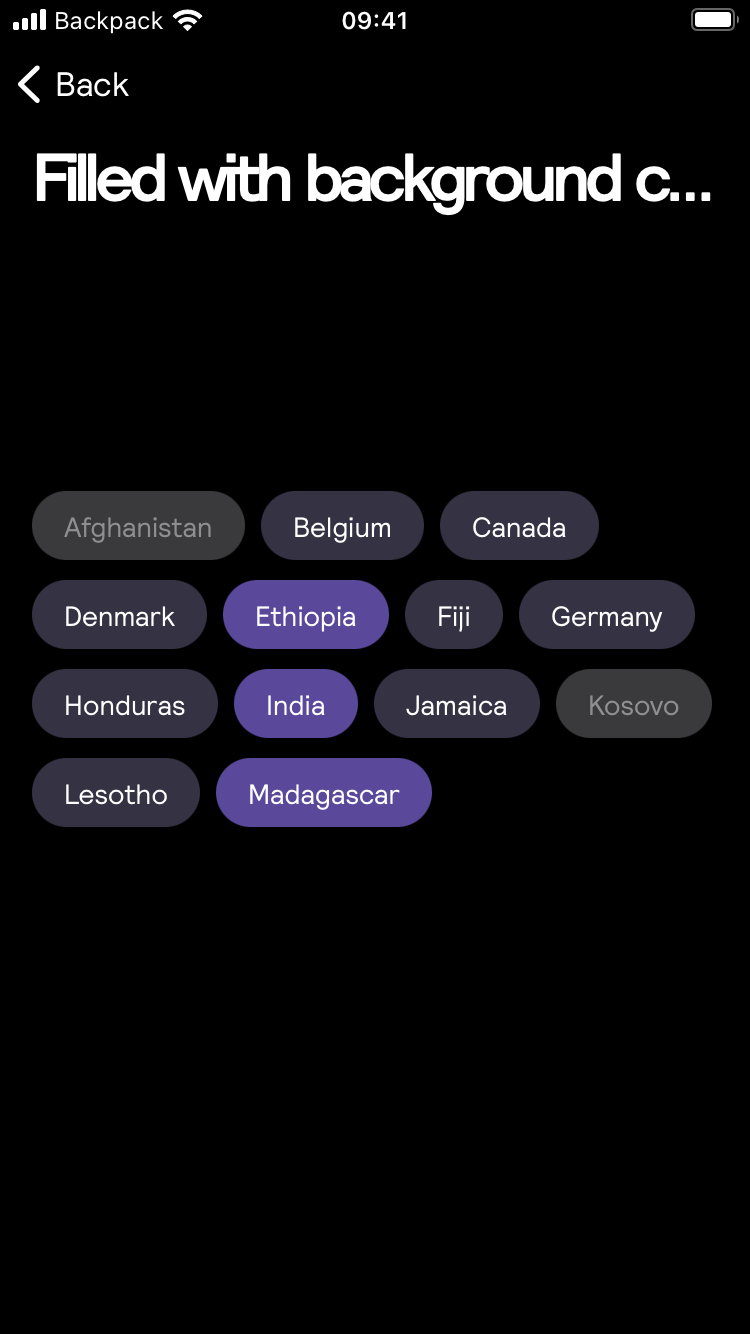 Backpack 09:41
Back
Filled with background c...
Afghanistan Belgium Canada
Denmark Ethiopia Fiji Germany
Honduras India Jamaica Kosovo
Lesotho Madagascar